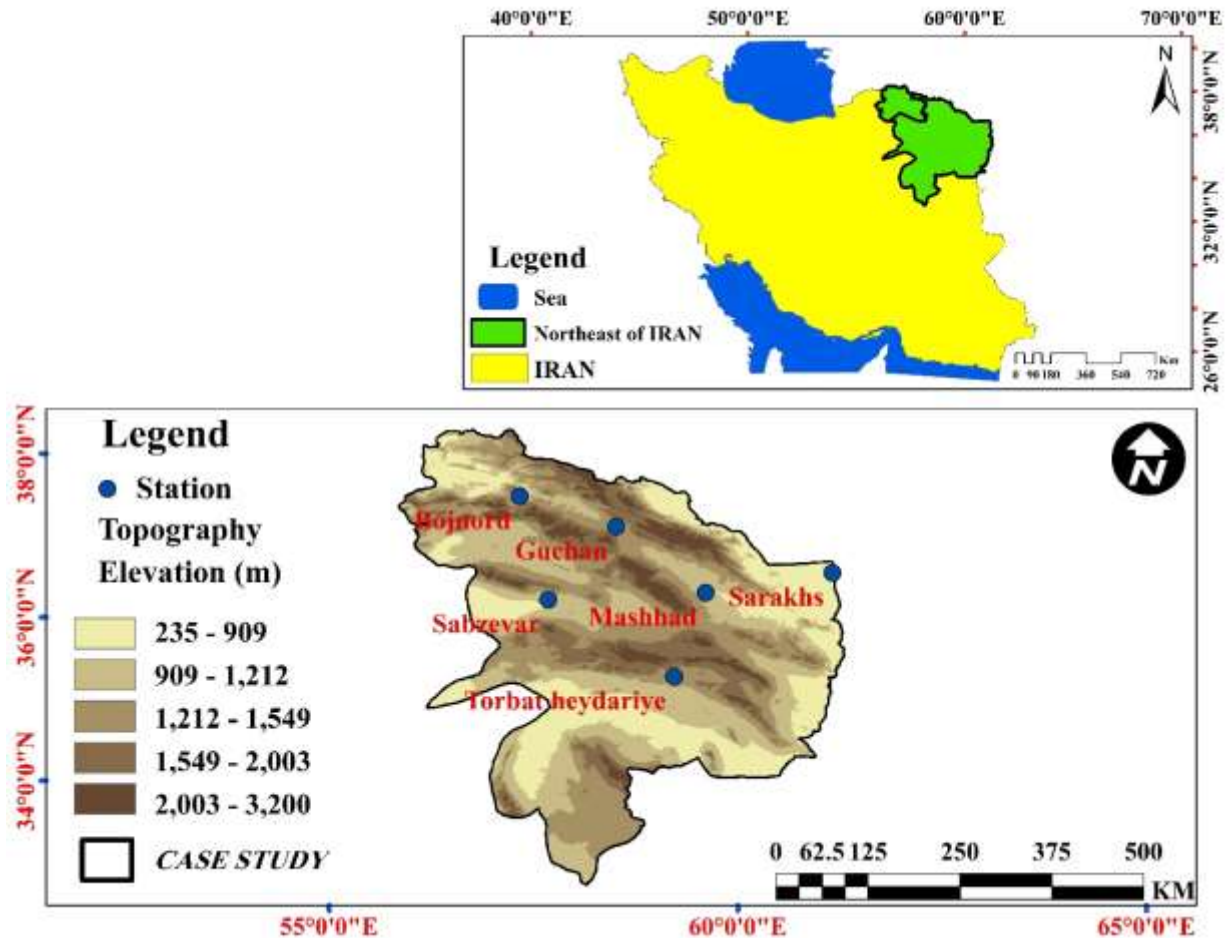 40°0'0"E 50°0'0"E 60°0'0"E 70°0'0"E
N
38°0'0"N
32°0'0"N
26°0'0"N
Legend
Sea
Northeast of IRAN
IRAN
Km
0 90 180 360 540 720
Legend
Station
Topography
Elevation (m)
235 - 909
909 - 1,212
1,212 - 1,549
1,549 - 2,003
2,003 - 3,200
CASE STUDY
N
38°0'0"N
36°0'0"N
34°0'0"N
Bojnord
Guchan
Sarakhs
Mashhad
Sabzevar
Torbat heydariye
0 62.5 125 250 375 500
KM
55°0'0"E 60°0'0"E 65°0'0"E